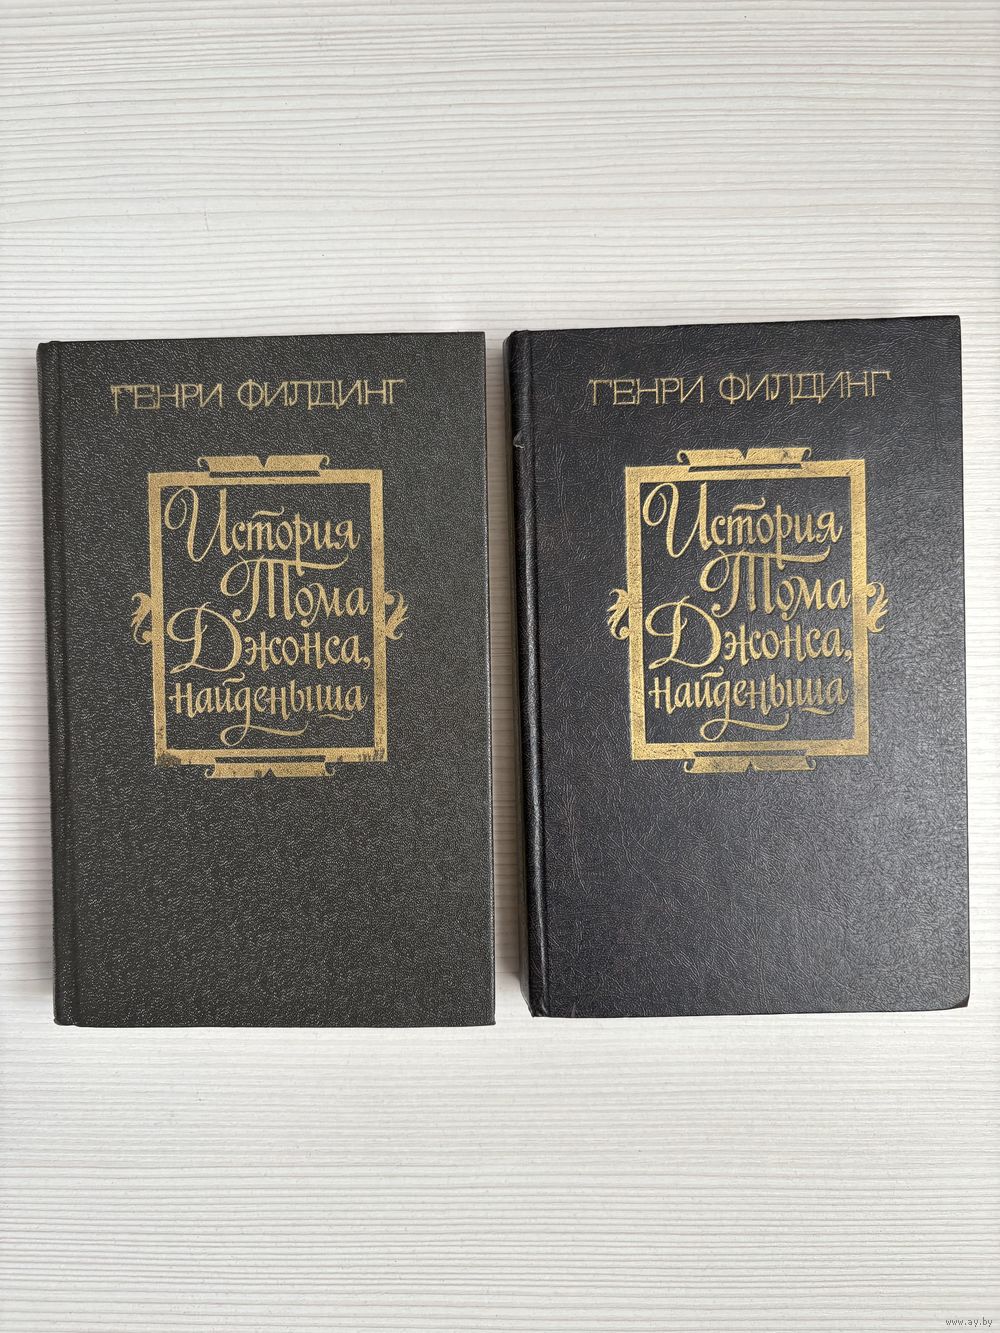 ГЕНРИ ФИЛДИНГ
История
Тома
Джонса,
найденыша
ГЕНРИ ФИЛДИНГ
История
Тома
Джонса,
найденыша
www.ay.by